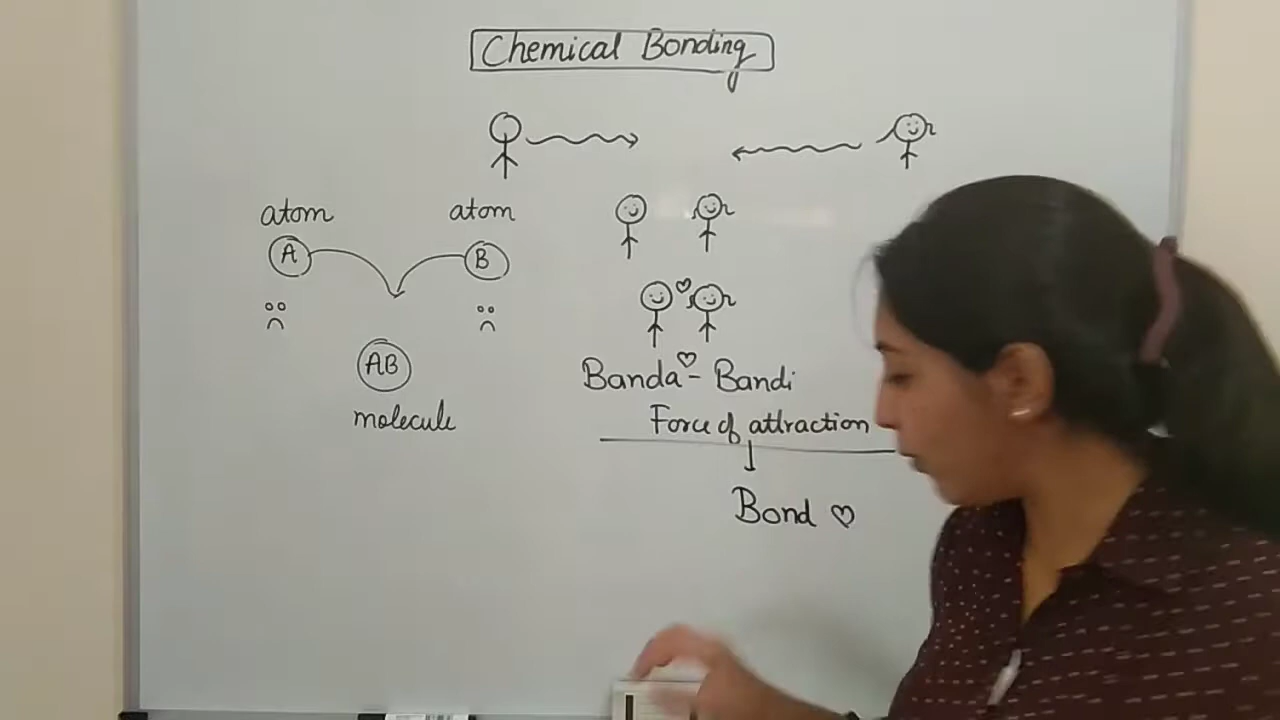 Chemical Bonding
atom
atom
A
B
AB
molecule
Banda - Bandi
Force of attraction
Bond